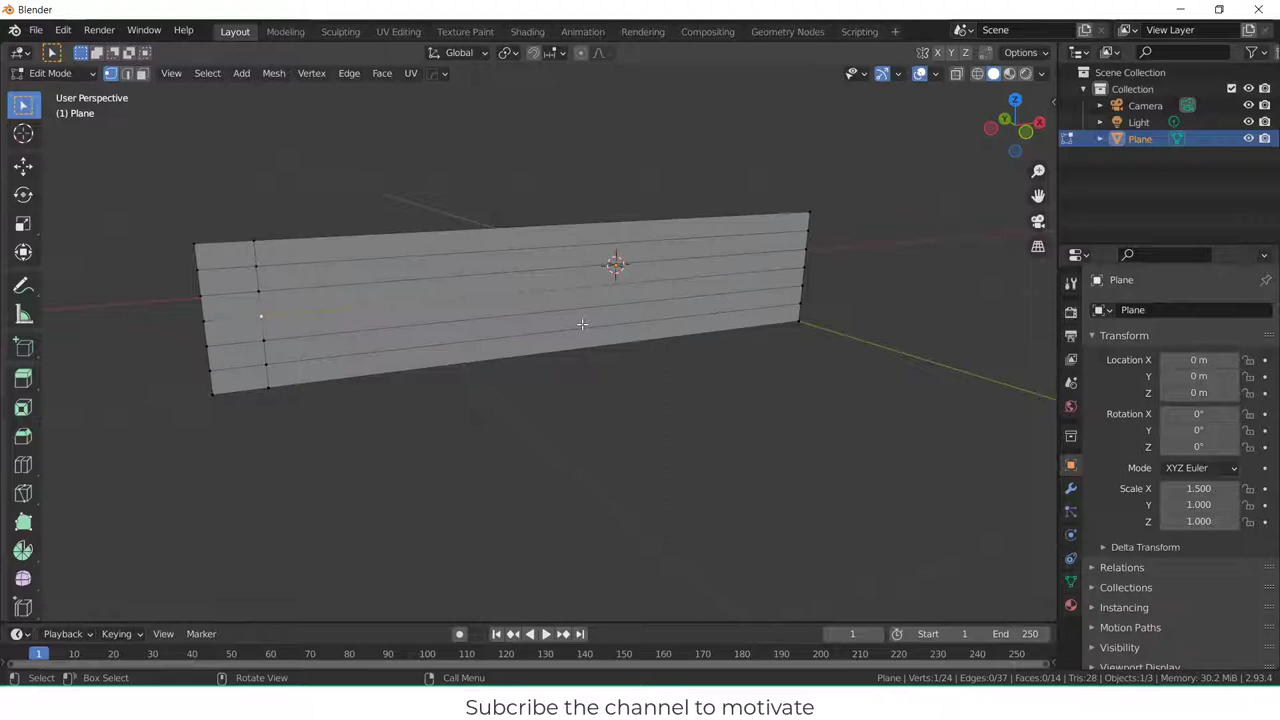 Blender
File Edit Render Window Help Layout Modeling Sculpting UV Editing Texture Paint Shading Animation Rendering Compositing Geometry Nodes Scripting + Scene View Layer
Global X Y Z Options
Edit Mode View Select Add Mesh Vertex Edge Face UV
User Perspective
(1) Plane
Z
Y X
Scene Collection
Collection
Camera
Light
Plane
Plane
Plane
Transform
Location X 0 m
Y 0 m
Z 0 m
Rotation X 0°
Y 0°
Z 0°
Mode XYZ Euler
Scale X 1.500
Y 1.000
Z 1.000
Delta Transform
Relations
Collections
Instancing
Motion Paths
Visibility
Viewport Display
Playback Keying View Marker 1 Start 1 End 250
1 10 20 30 40 50 60 70 80 90 100 110 120 130 140 150 160 170 180 190 200 210 220 230 240 250
Select Box Select Rotate View Call Menu Plane | Verts:1/24 | Edges:0/37 | Faces:0/14 | Tris:28 | Objects:1/3 | Memory: 30.2 MiB | 2.93.4
Subcribe the channel to motivate